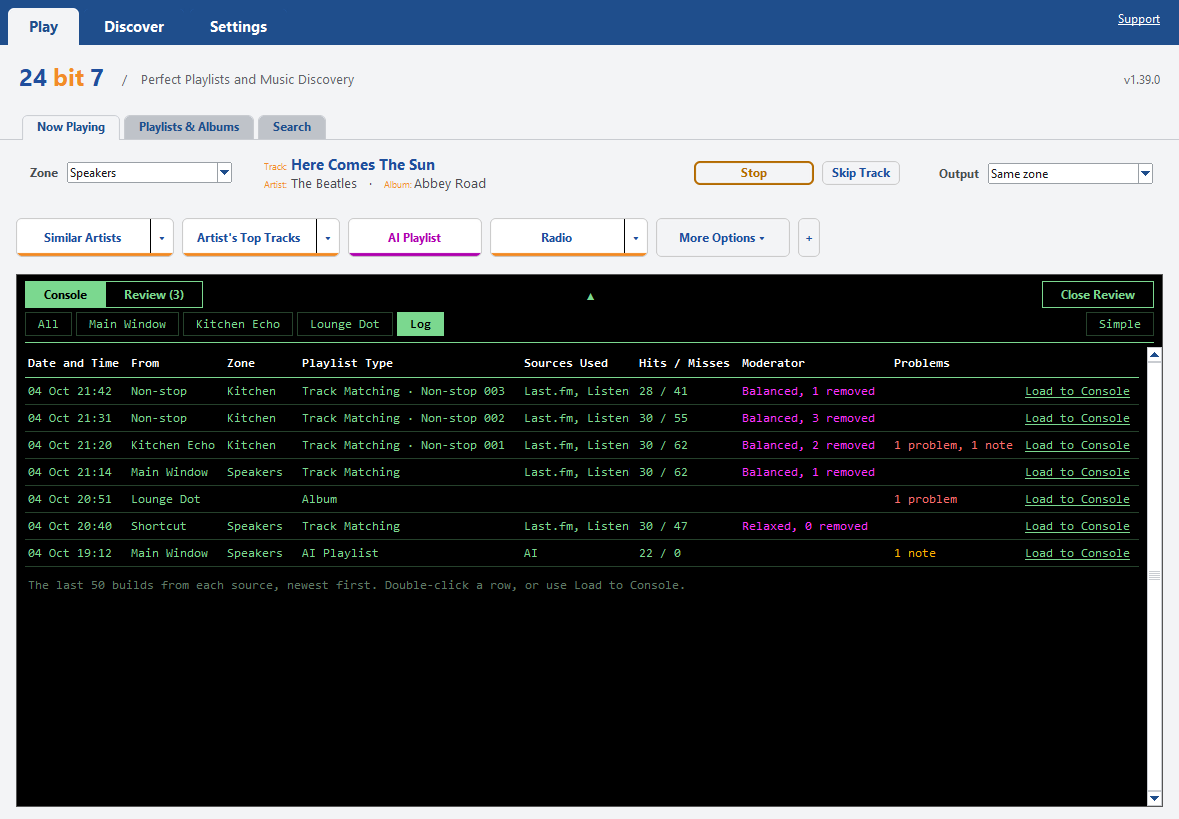 Play Discover Settings Support
24 bit 7 / Perfect Playlists and Music Discovery v1.39.0
Now Playing Playlists & Albums Search
Zone Speakers Track: Here Comes The Sun Stop Skip Track Output Same zone
Artist: The Beatles · Album: Abbey Road
Similar Artists Artist's Top Tracks AI Playlist Radio More Options +
Console Review (3) Close Review
All Main Window Kitchen Echo Lounge Dot Log Simple
Date and Time From Zone Playlist Type Sources Used Hits / Misses Moderator Problems
04 Oct 21:42 Non-stop Kitchen Track Matching · Non-stop 003 Last.fm, Listen 28 / 41 Balanced, 1 removed Load to Console
04 Oct 21:31 Non-stop Kitchen Track Matching · Non-stop 002 Last.fm, Listen 30 / 55 Balanced, 3 removed Load to Console
04 Oct 21:20 Kitchen Echo Kitchen Track Matching · Non-stop 001 Last.fm, Listen 30 / 62 Balanced, 2 removed 1 problem, 1 note Load to Console
04 Oct 21:14 Main Window Speakers Track Matching Last.fm, Listen 30 / 62 Balanced, 1 removed Load to Console
04 Oct 20:51 Lounge Dot Album 1 problem Load to Console
04 Oct 20:40 Shortcut Speakers Track Matching Last.fm, Listen 30 / 47 Relaxed, 0 removed Load to Console
04 Oct 19:12 Main Window Speakers AI Playlist AI 22 / 0 1 note Load to Console
The last 50 builds from each source, newest first. Double-click a row, or use Load to Console.